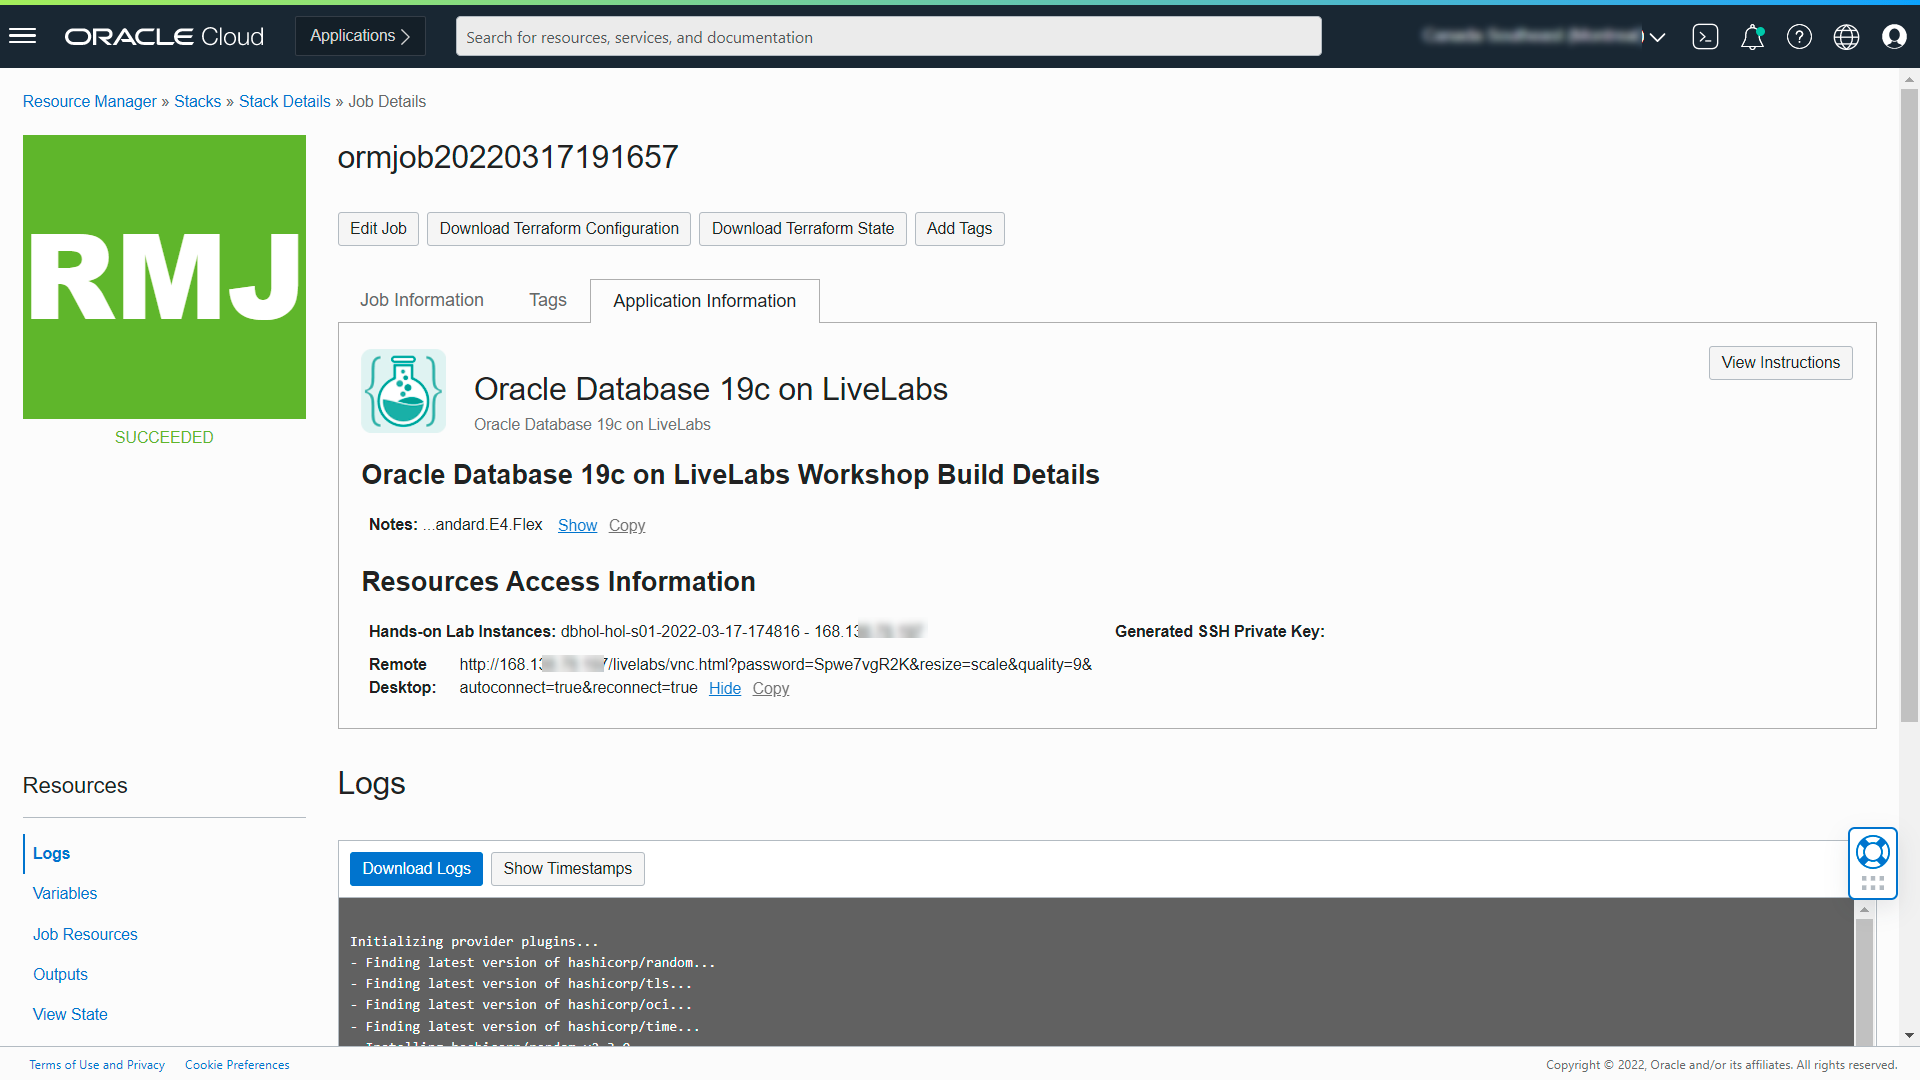 ORACLE Cloud
Applications
Search for resources, services, and documentation
Resource Manager » Stacks » Stack Details » Job Details
RMJ
SUCCEEDED
ormjob20220317191657
Edit Job
Download Terraform Configuration
Download Terraform State
Add Tags
Job Information
Tags
Application Information
View Instructions
Oracle Database 19c on LiveLabs
Oracle Database 19c on LiveLabs
Oracle Database 19c on LiveLabs Workshop Build Details
Notes: ...andard.E4.Flex Show Copy
Resources Access Information
Hands-on Lab Instances: dbhol-hol-s01-2022-03-17-174816 - 168.13
Generated SSH Private Key:
Remote Desktop:
http://168.13 7/livelabs/vnc.html?password=Spwe7vgR2K&resize=scale&quality=9&
autoconnect=true&reconnect=true Hide Copy
Resources
Logs
Variables
Job Resources
Outputs
View State
Logs
Download Logs
Show Timestamps
Initializing provider plugins...
- Finding latest version of hashicorp/random...
- Finding latest version of hashicorp/tls...
- Finding latest version of hashicorp/oci...
- Finding latest version of hashicorp/time...
Terms of Use and Privacy
Cookie Preferences
Copyright © 2022, Oracle and/or its affiliates. All rights reserved.